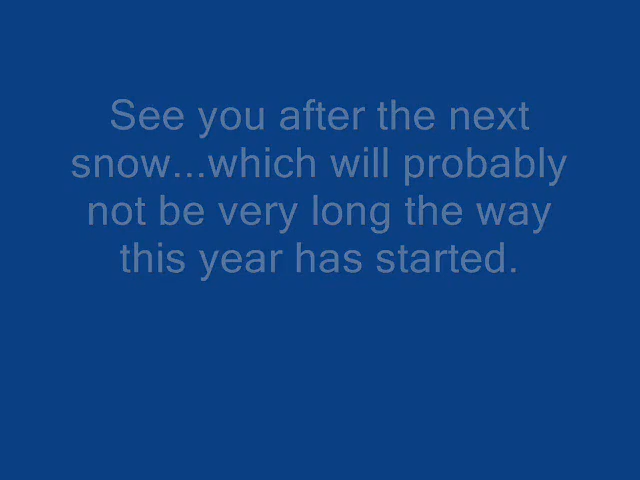 See you after the next
snow...which will probably
not be very long the way
this year has started.